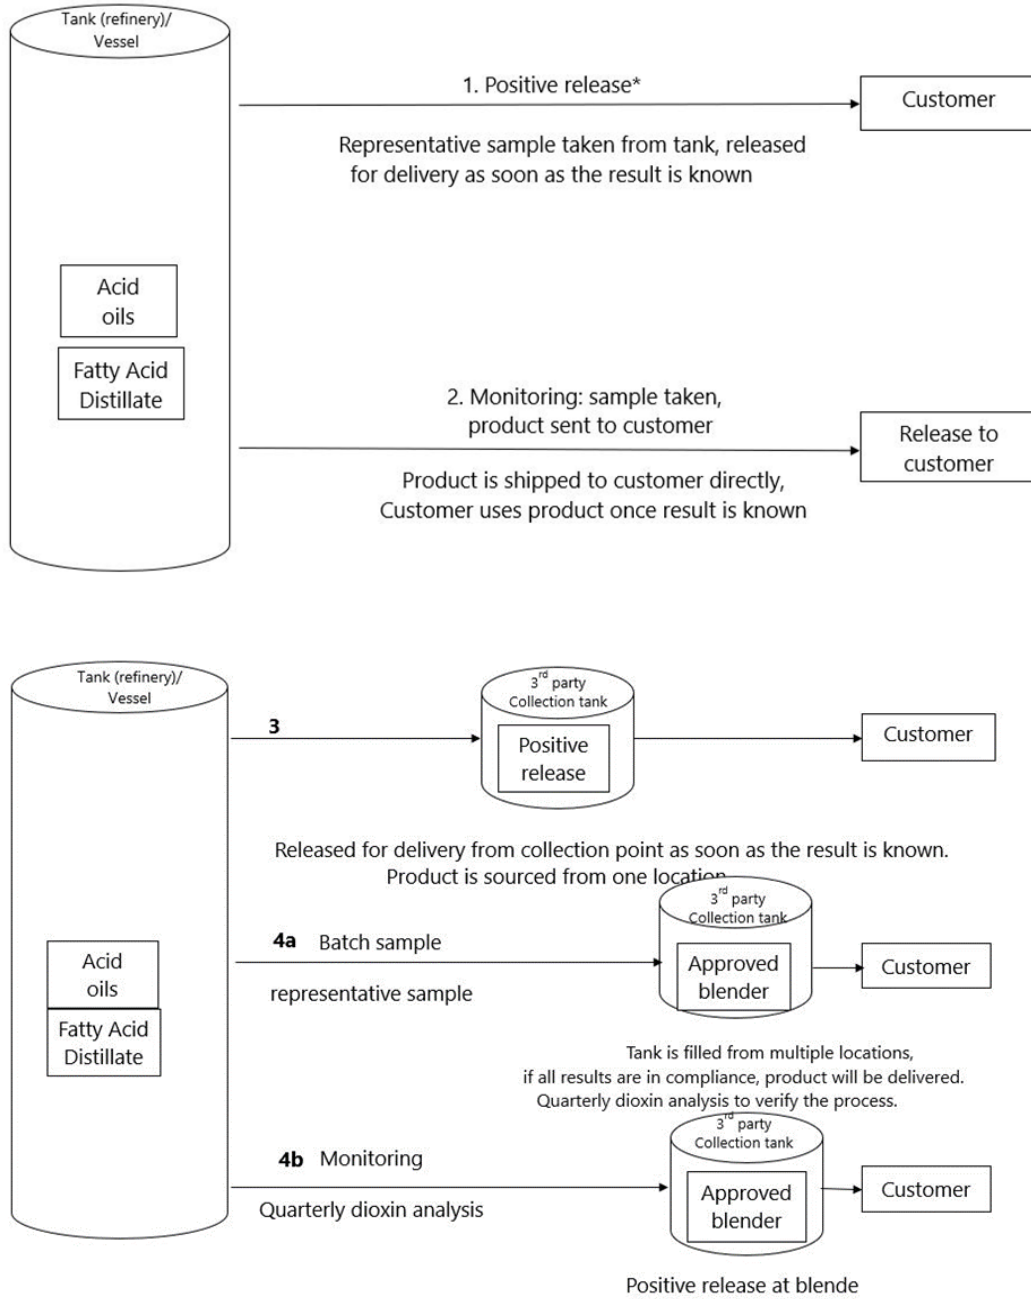 Tank (refinery)/
Vessel
1. Positive release*
Customer
Representative sample taken from tank, released
for delivery as soon as the result is known
Acid
oils
Fatty Acid
Distillate
2. Monitoring: sample taken,
product sent to customer
Release to
customer
Product is shipped to customer directly,
Customer uses product once result is known
Tank (refinery)/
Vessel
3
3rd party
Collection tank
Positive
release
Customer
Released for delivery from collection point as soon as the result is known.
Product is sourced from one location
3rd party
Collection tank
4a Batch sample
Approved
blender
Customer
representative sample
Acid
oils
Fatty Acid
Distillate
Tank is filled from multiple locations,
if all results are in compliance, product will be delivered.
Quarterly dioxin analysis to verify the process.
3rd party
Collection tank
4b Monitoring
Approved
blender
Customer
Quarterly dioxin analysis
Positive release at blende